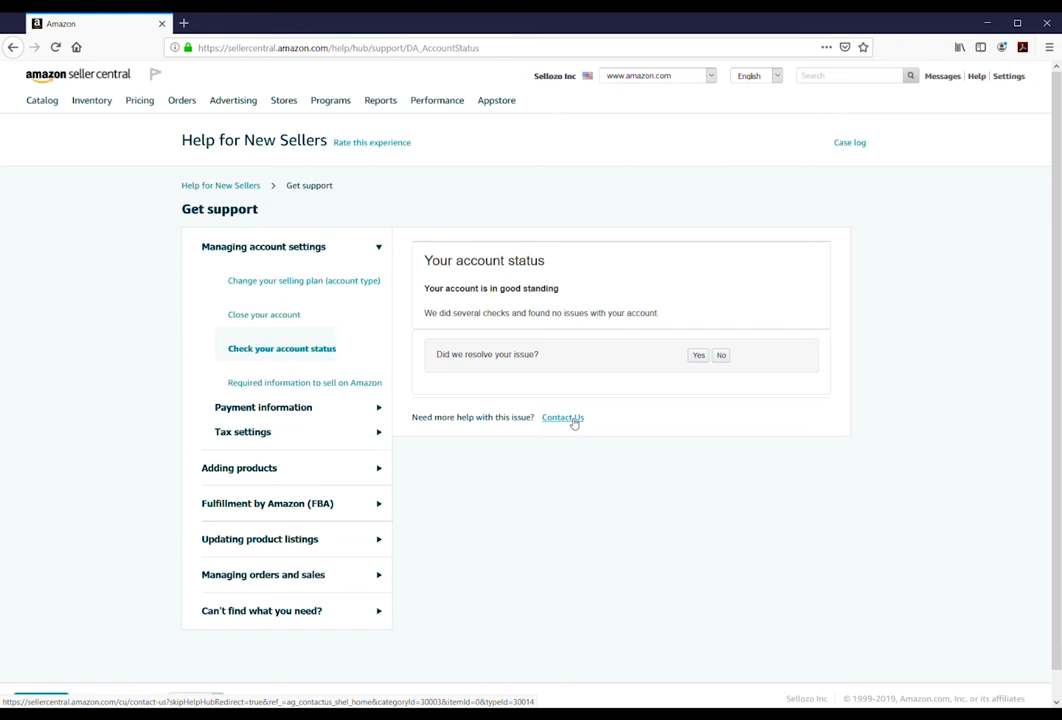 Amazon
https://sellercentral.amazon.com/help/hub/support/DA_AccountStatus
amazon seller central
Sellozo Inc
www.amazon.com
English
Search
Messages | Help | Settings
Catalog Inventory Pricing Orders Advertising Stores Programs Reports Performance Appstore
Help for New Sellers Rate this experience
Case log
Help for New Sellers > Get support
Get support
Managing account settings
Change your selling plan (account type)
Close your account
Check your account status
Required information to sell on Amazon
Payment information
Tax settings
Adding products
Fulfillment by Amazon (FBA)
Updating product listings
Managing orders and sales
Can't find what you need?
Your account status
Your account is in good standing
We did several checks and found no issues with your account.
Did we resolve your issue? Yes No
Need more help with this issue? Contact Us
https://sellercentral.amazon.com/cu/contact-us?skipHelpHubRedirect=true&ref_=ag_contactus_shel_home&categoryId=30003&itemId=0&typeId=30014
Sellozo Inc © 1999-2019, Amazon.com, Inc. or its affiliates